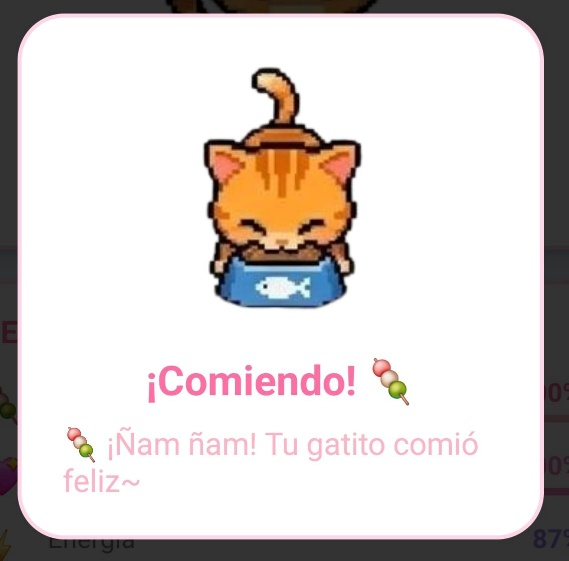 ¡Comiendo! 🍡
🍡 ¡Ñam ñam! Tu gatito comió
feliz~
Energía
87%